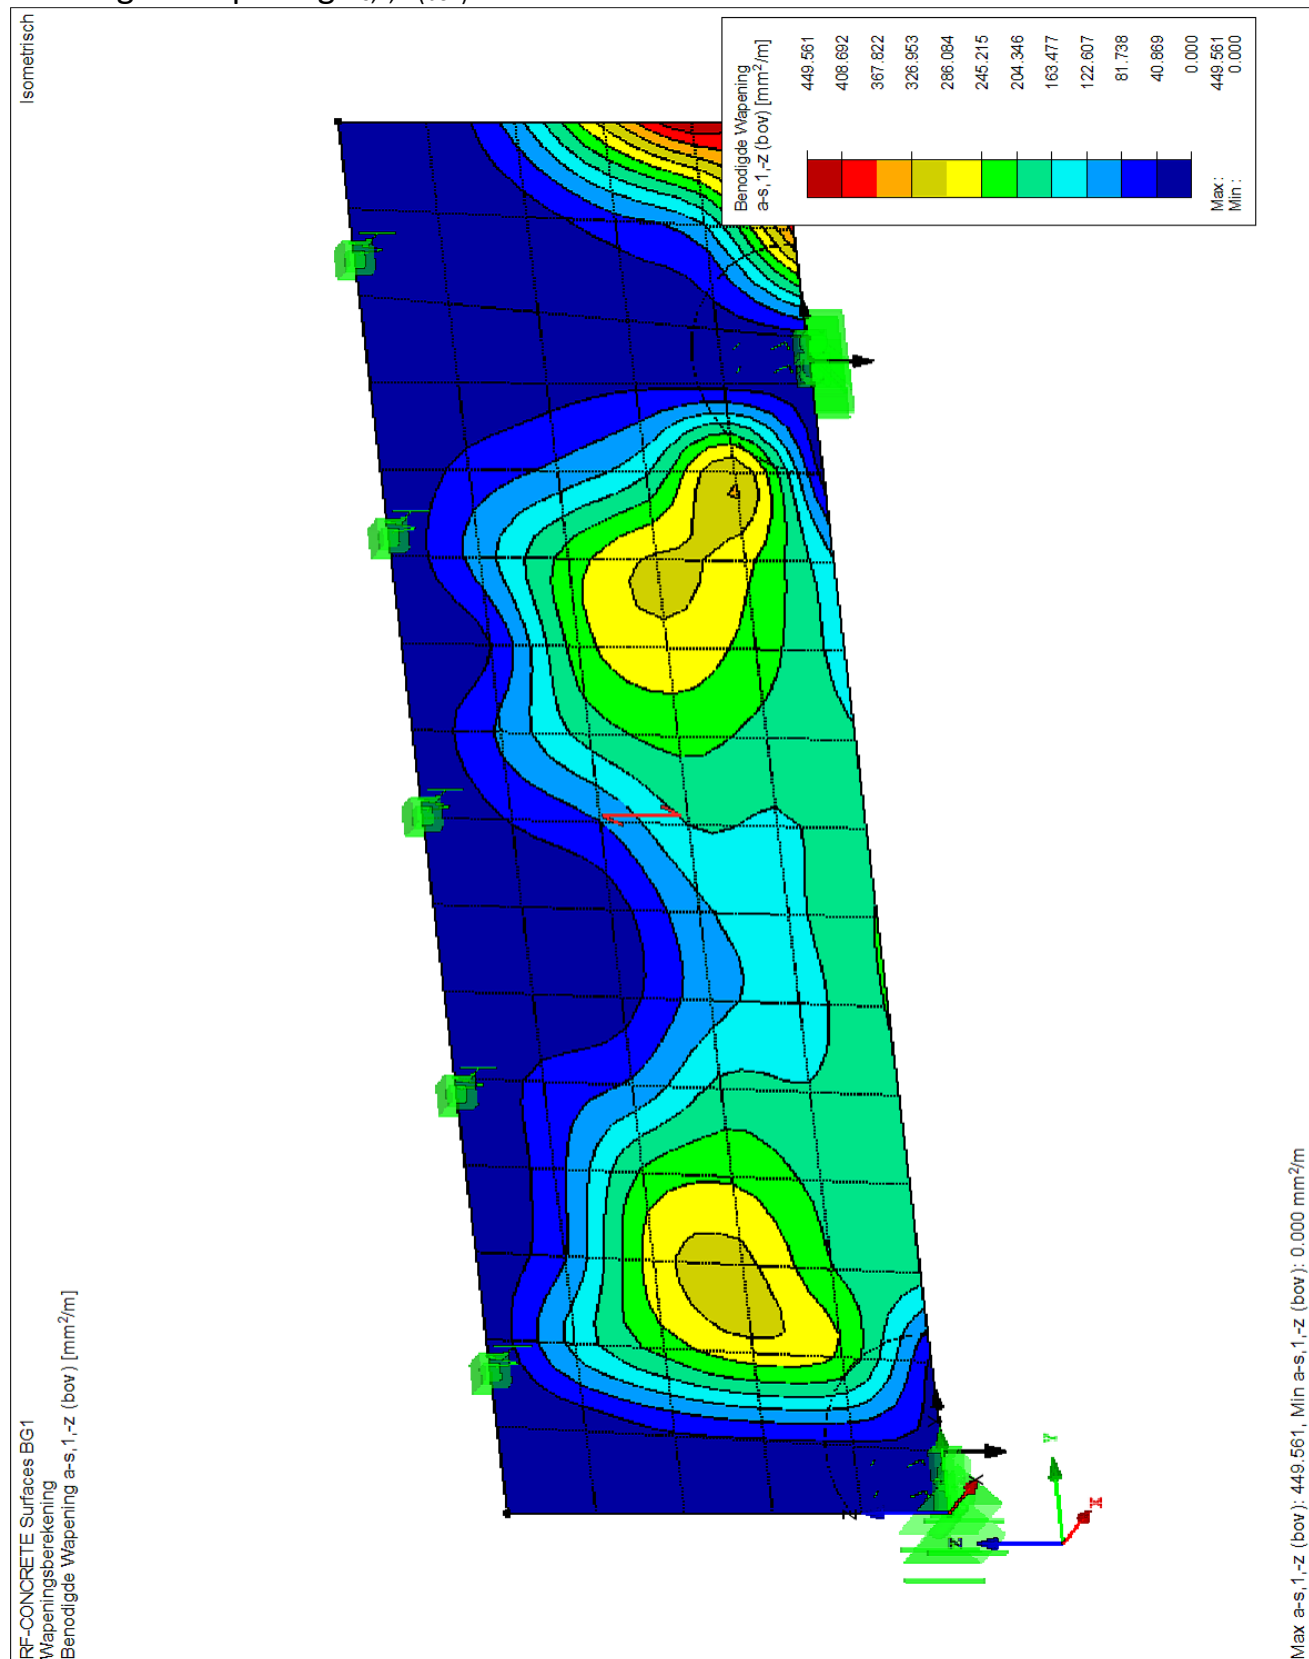 RF-CONCRETE Surfaces BG1
Wapeningsberekening
Benodigde Wapening a-s,1,-z (bov) [mm²/m]
Isometrisch
Benodigde Wapening
a-s,1,-z (bov) [mm²/m]
449.561
408.692
367.822
326.953
286.084
245.215
204.346
163.477
122.607
81.738
40.869
0.000
Max : 449.561
Min : 0.000
Z
X
Z
Y
X
Max a-s,1,-z (bov): 449.561, Min a-s,1,-z (bov): 0.000 mm²/m